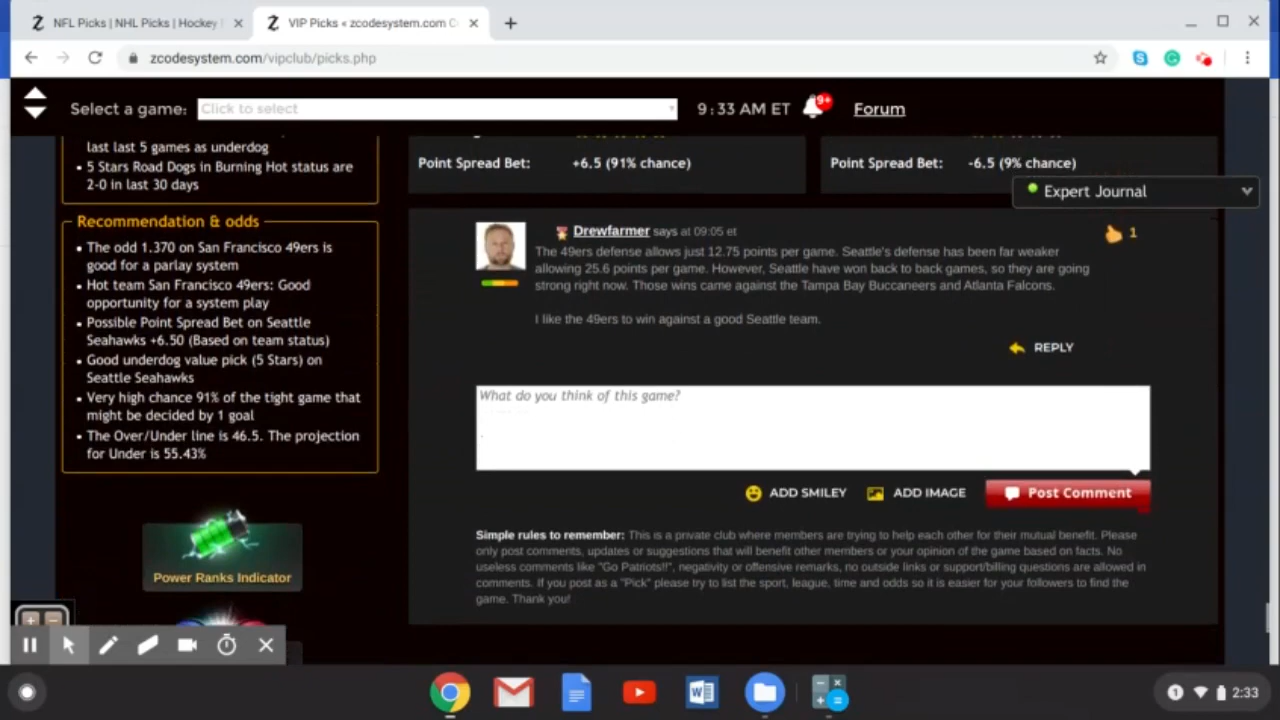 NFL Picks | NHL Picks | Hockey
VIP Picks « zcodesystem.com
zcodesystem.com/vipclub/picks.php
Select a game:
Click to select
9:33 AM ET
9+
Forum
last last 5 games as underdog
• 5 Stars Road Dogs in Burning Hot status are
2-0 in last 30 days
Point Spread Bet:
+6.5 (91% chance)
Point Spread Bet:
-6.5 (9% chance)
Expert Journal
Recommendation & odds
• The odd 1.370 on San Francisco 49ers is
good for a parlay system
• Hot team San Francisco 49ers: Good
opportunity for a system play
• Possible Point Spread Bet on Seattle
Seahawks +6.50 (Based on team status)
• Good underdog value pick (5 Stars) on
Seattle Seahawks
• Very high chance 91% of the tight game that
might be decided by 1 goal
• The Over/Under line is 46.5. The projection
for Under is 55.43%
Power Ranks Indicator
Drewfarmer says at 09:05 et
1
The 49ers defense allows just 12.75 points per game. Seattle's defense has been far weaker
allowing 25.6 points per game. However, Seattle have won back to back games, so they are going
strong right now. Those wins came against the Tampa Bay Buccaneers and Atlanta Falcons.
I like the 49ers to win against a good Seattle team.
REPLY
What do you think of this game?
ADD SMILEY
ADD IMAGE
Post Comment
Simple rules to remember: This is a private club where members are trying to help each other for their mutual benefit. Please
only post comments, updates or suggestions that will benefit other members or your opinion of the game based on facts. No
useless comments like "Go Patriots!!", negativity or offensive remarks, no outside links or support/billing questions are allowed in
comments. If you post as a "Pick" please try to list the sport, league, time and odds so it is easier for your followers to find the
game. Thank you!
1
2:33